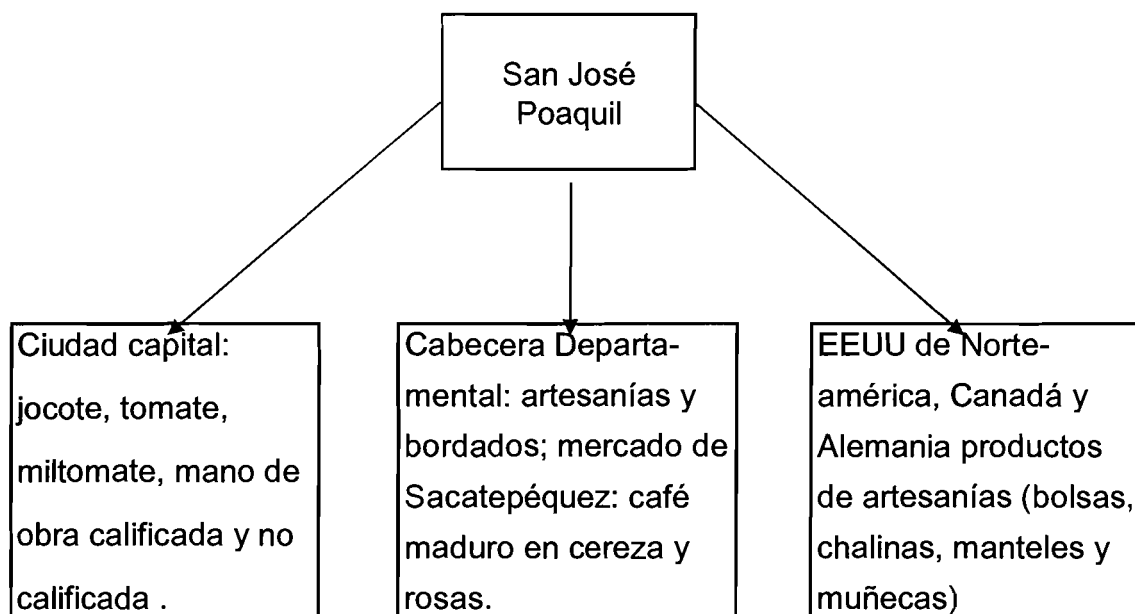 San José
Poaquil
Ciudad capital:
jocote, tomate,
miltomate, mano de
obra calificada y no
calificada .
Cabecera Departa-
mental: artesanías y
bordados; mercado de
Sacatepéquez: café
maduro en cereza y
rosas.
EEUU de Norte-
américa, Canadá y
Alemania productos
de artesanías (bolsas,
chalinas, manteles y
muñecas)